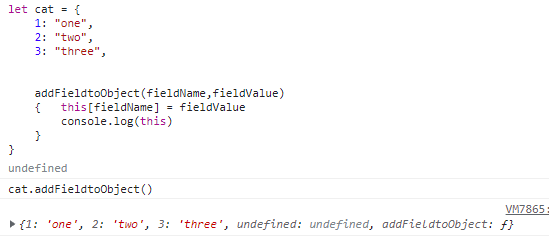 let cat = {
1: "one",
2: "two",
3: "three",
addFieldtoObject(fieldName,fieldValue)
{ this[fieldName] = fieldValue
console.log(this)
}
}
undefined
cat.addFieldtoObject()
VM7865:
{1: 'one', 2: 'two', 3: 'three', undefined: undefined, addFieldtoObject: ƒ}